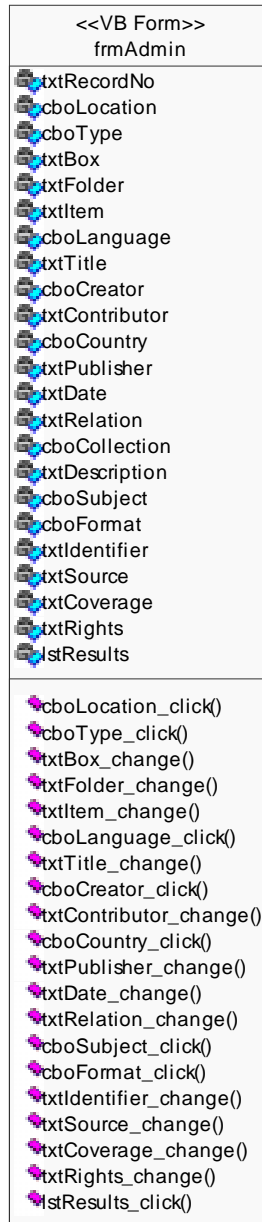 <<VB Form>>
frmAdmin
txtRecordNo
cboLocation
cboType
txtBox
txtFolder
txtItem
cboLanguage
txtTitle
cboCreator
txtContributor
cboCountry
txtPublisher
txtDate
txtRelation
cboCollection
txtDescription
cboSubject
cboFormat
txtIdentifier
txtSource
txtCoverage
txtRights
lstResults
cboLocation_click()
cboType_click()
txtBox_change()
txtFolder_change()
txtItem_change()
cboLanguage_click()
txtTitle_change()
cboCreator_click()
txtContributor_change()
cboCountry_click()
txtPublisher_change()
txtDate_change()
txtRelation_change()
cboSubject_click()
cboFormat_click()
txtIdentifier_change()
txtSource_change()
txtCoverage_change()
txtRights_change()
lstResults_click()